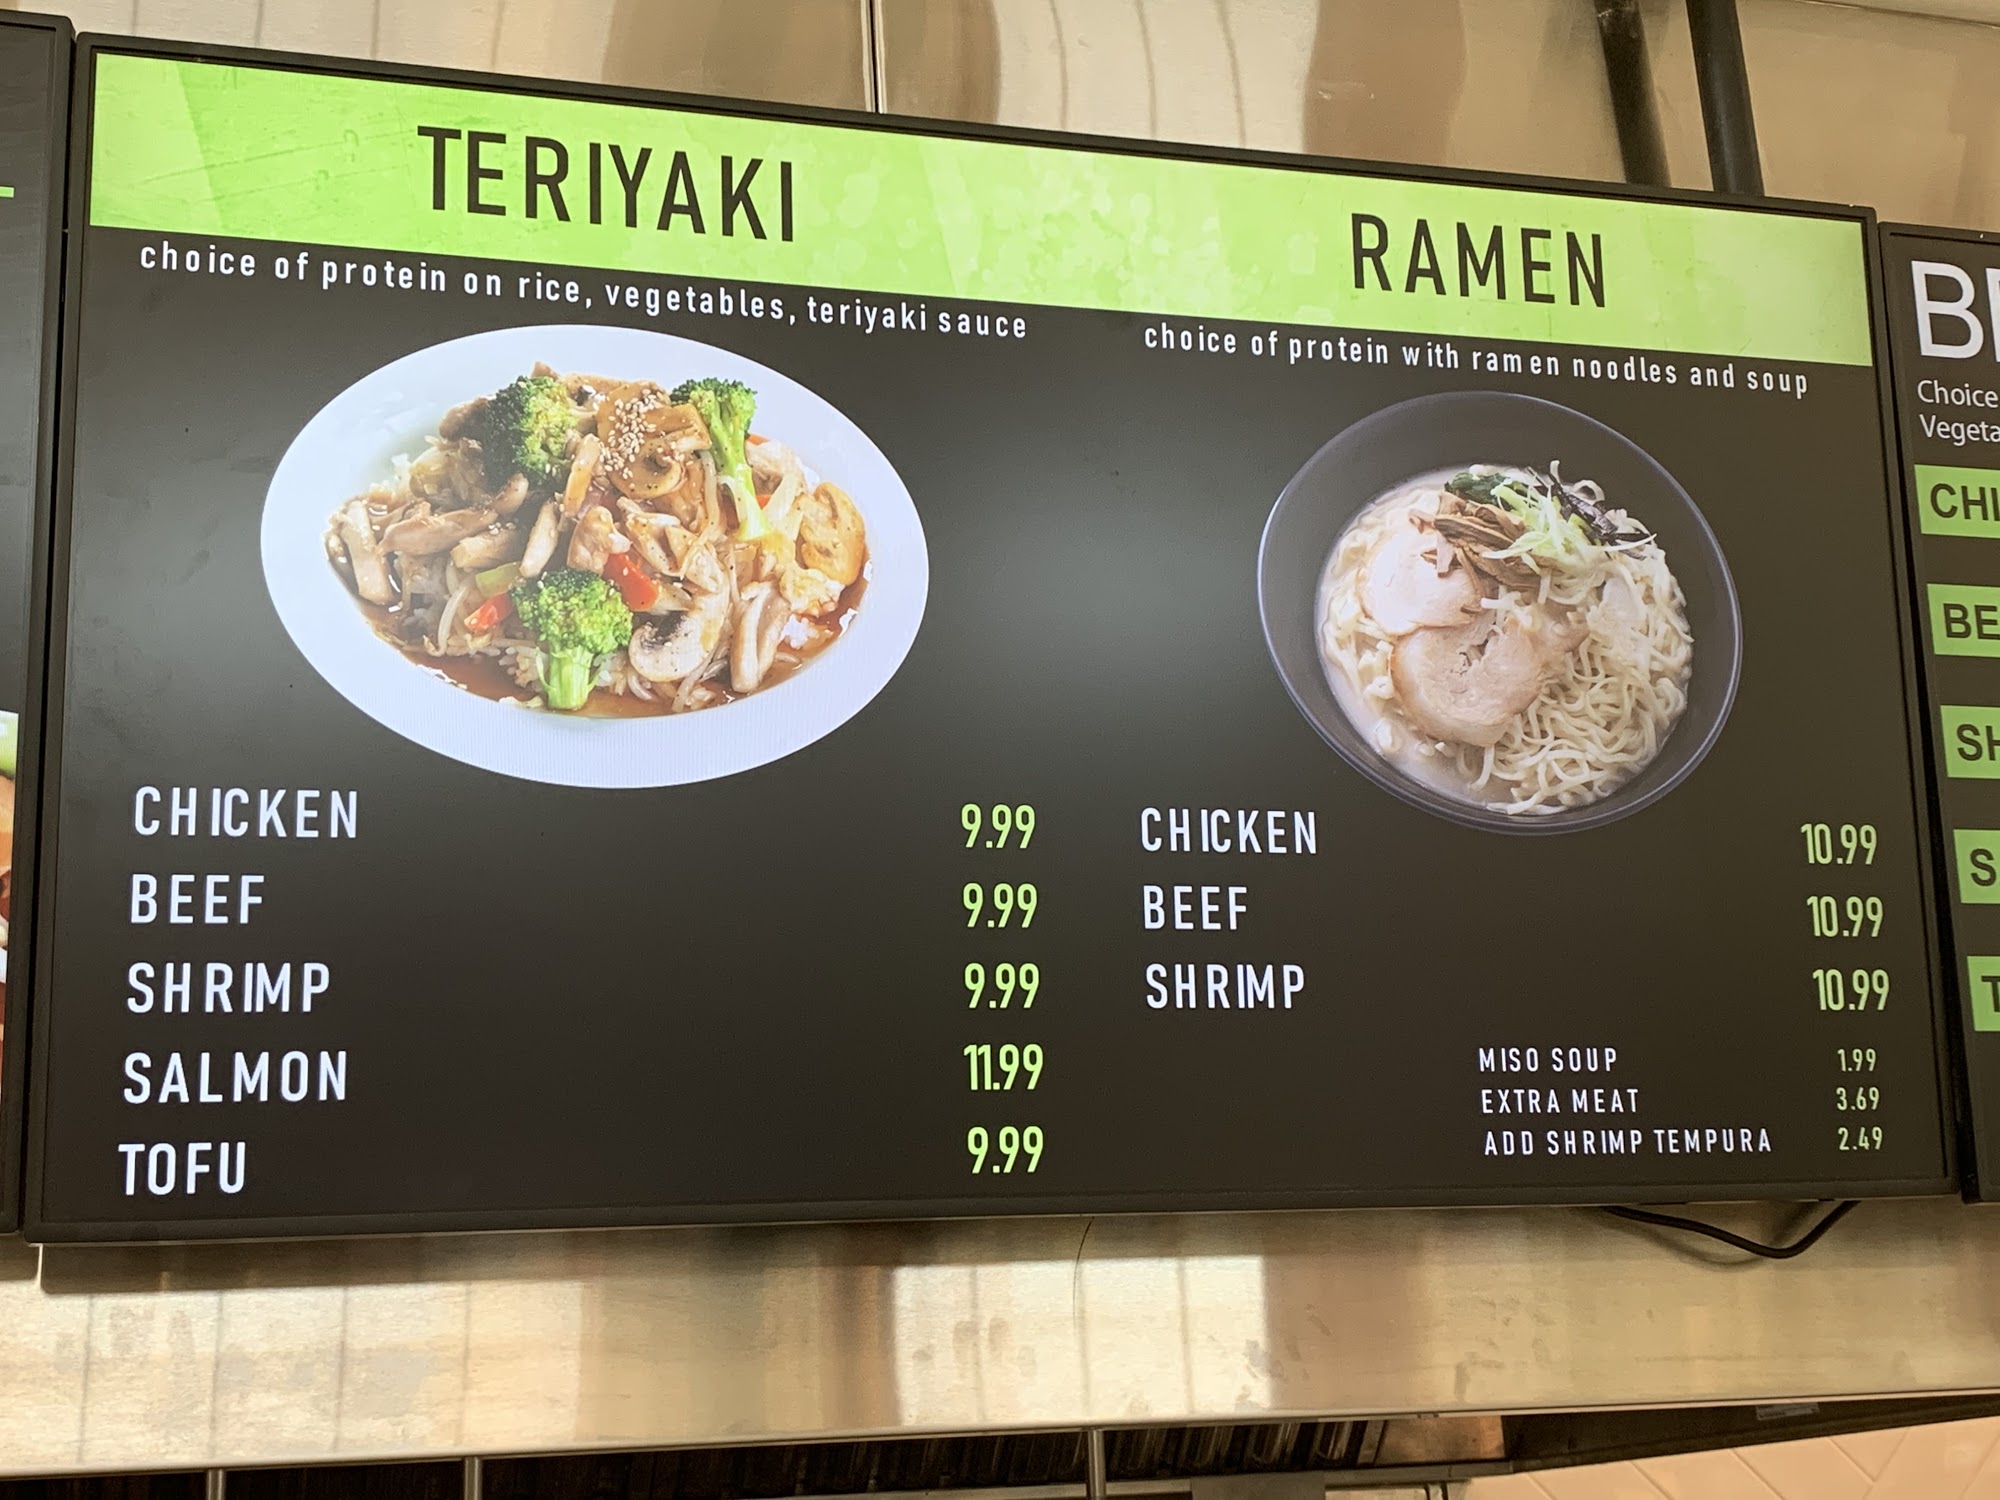 TERIYAKI
choice of protein on rice, vegetables, teriyaki sauce
CHICKEN 9.99
BEEF 9.99
SHRIMP 9.99
SALMON 11.99
TOFU 9.99
RAMEN
choice of protein with ramen noodles and soup
CHICKEN 10.99
BEEF 10.99
SHRIMP 10.99
MISO SOUP 1.99
EXTRA MEAT 3.69
ADD SHRIMP TEMPURA 2.49
Choice